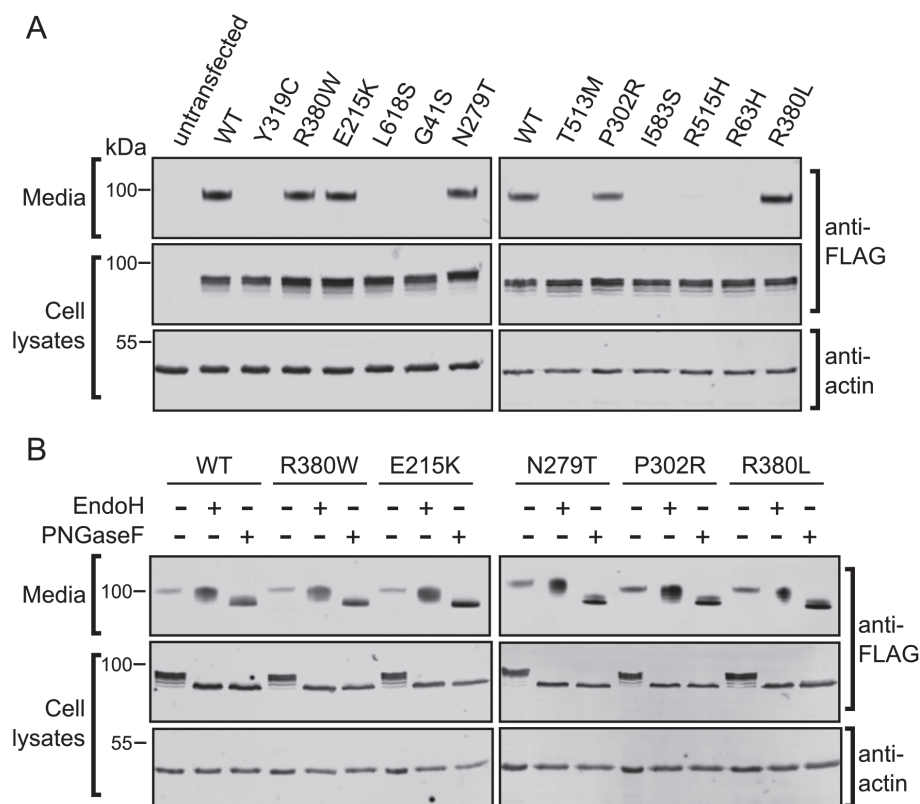 A
untransfected WT Y319C R380W E215K L618S G41S N279T WT T513M P302R I583S R515H R63H R380L
kDa
Media 100
anti-FLAG
Cell lysates 100
55
anti-actin
B
WT R380W E215K N279T P302R R380L
EndoH - + - - + - - + - - + - - + - - + -
PNGaseF - - + - - + - - + - - + - - + - - +
Media 100
anti-FLAG
Cell lysates 100
55
anti-actin